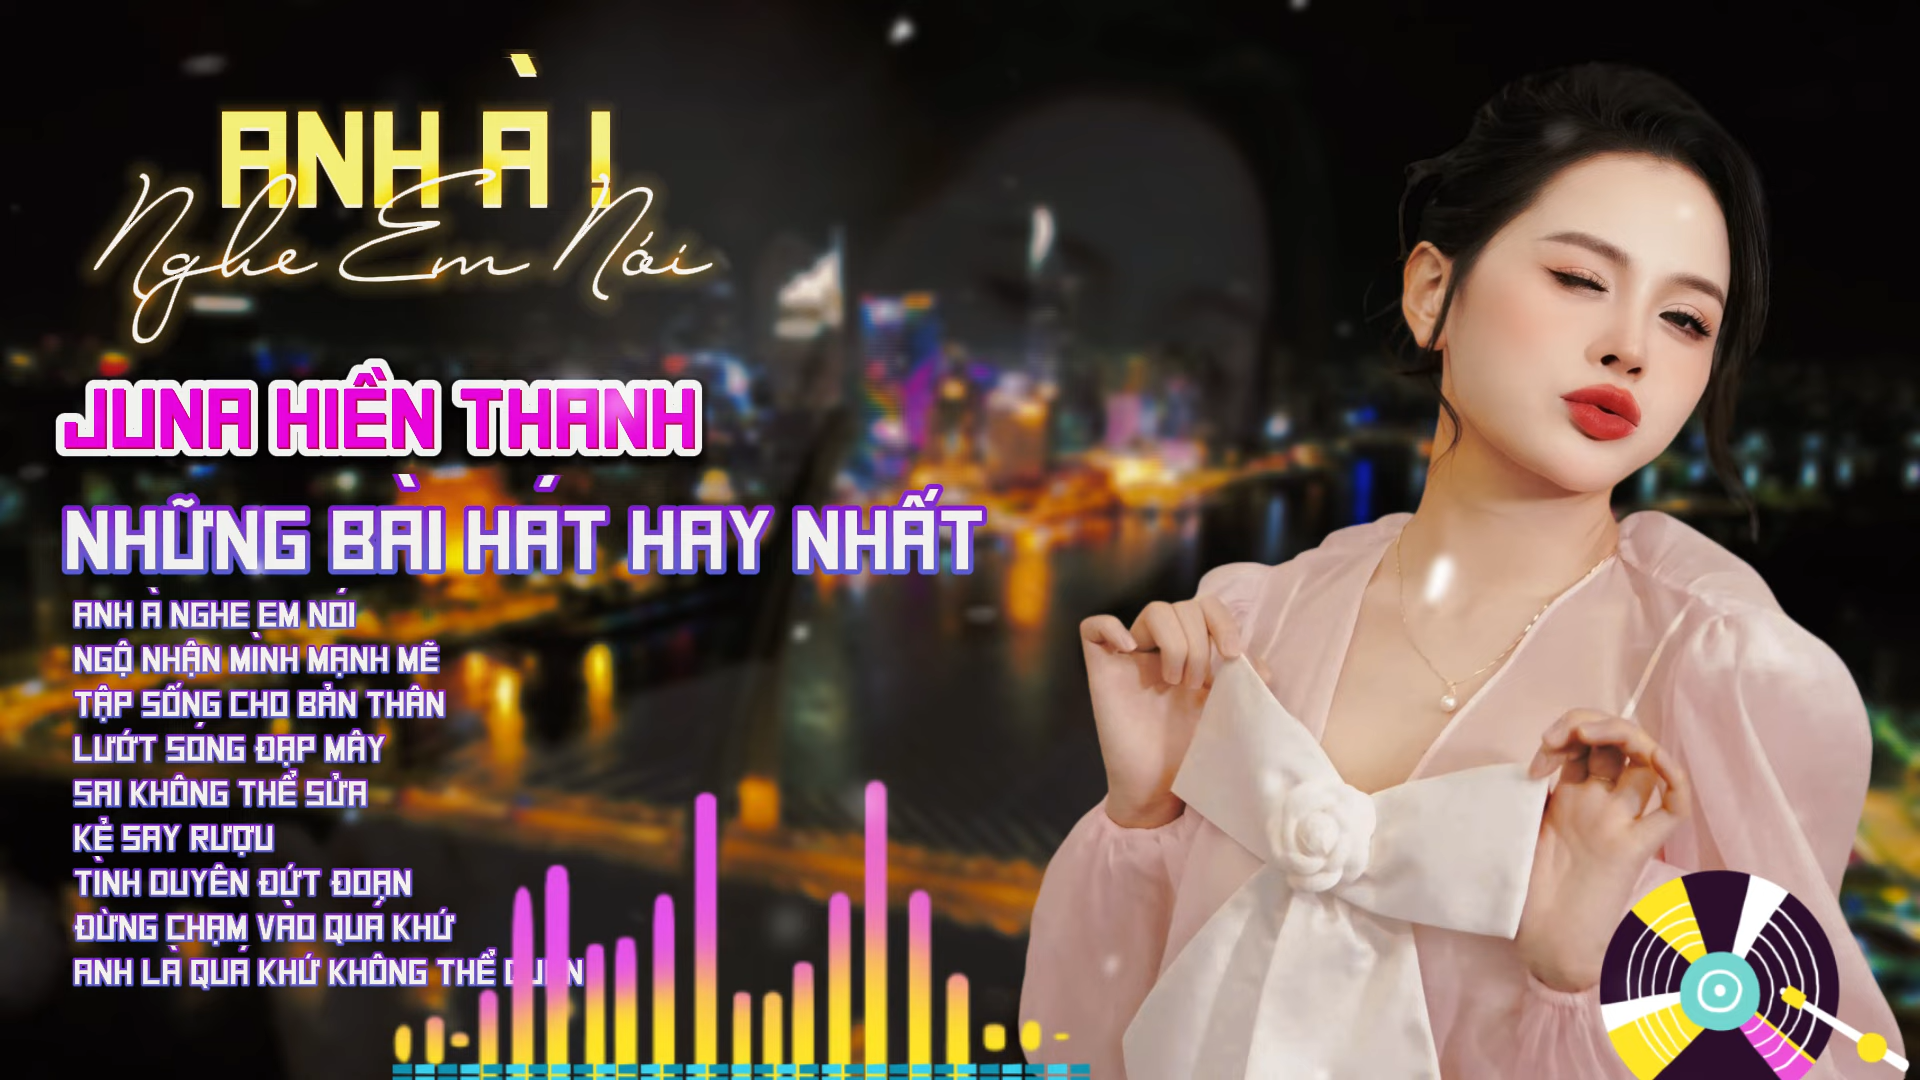 ANH À !
Nghe Em Nói
JUNA HIỀN THANH
NHỮNG BÀI HÁT HAY NHẤT
ANH À NGHE EM NÓI
NGỘ NHẬN MÌNH MẠNH MẼ
TẬP SỐNG CHO BẢN THÂN
LƯỚT SÓNG ĐẠP MÂY
SAI KHÔNG THỂ SỬA
KẺ SAY RƯỢU
TÌNH DUYÊN ĐỨT ĐOẠN
ĐỪNG CHẠM VÀO QUÁ KHỨ
ANH LÀ QUÁ KHỨ KHÔNG THỂ